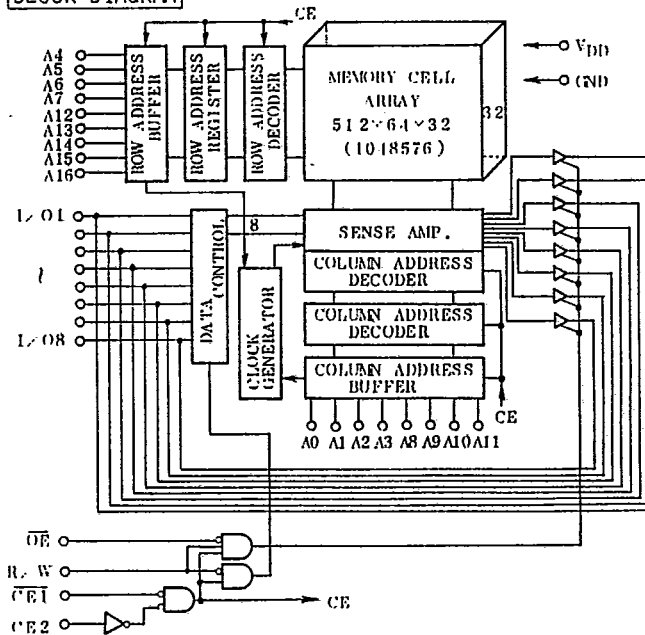 BLOCK DIAGRAM
CE
A4
A5
A6
A7
A12
A13
A14
A15
A16
ROW ADDRESS BUFFER
ROW ADDRESS REGISTER
ROW ADDRESS DECODER
MEMORY CELL
ARRAY
512×64×32
(1048576)
32
VDD
GND
I/O1
≀
I/O8
DATA CONTROL
8
CLOCK GENERATOR
SENSE AMP.
COLUMN ADDRESS
DECODER
COLUMN ADDRESS
DECODER
COLUMN ADDRESS
BUFFER
CE
A0 A1 A2 A3 A8 A9 A10 A11
OE
R/W
CE1
CE2
CE